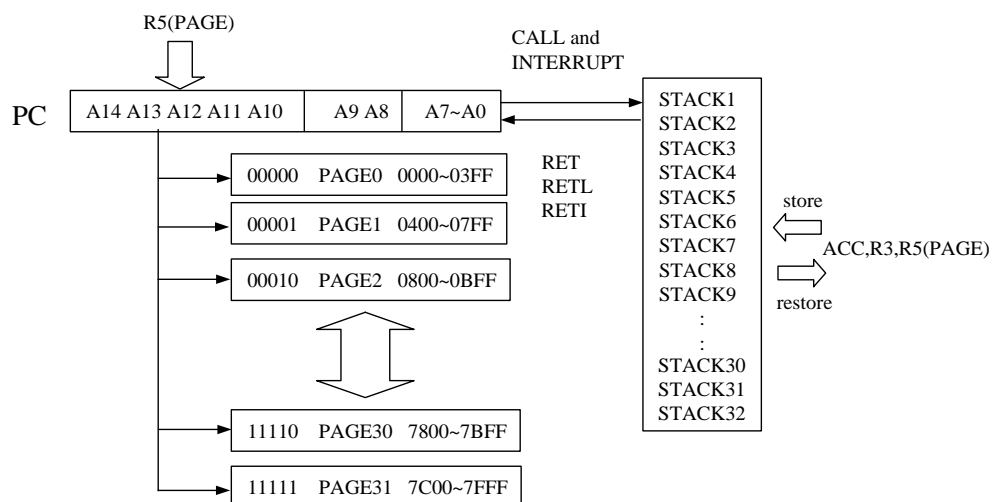 R5(PAGE)
CALL and
INTERRUPT
PC
A14 A13 A12 A11 A10
A9 A8
A7~A0
00000 PAGE0 0000~03FF
00001 PAGE1 0400~07FF
00010 PAGE2 0800~0BFF
11110 PAGE30 7800~7BFF
11111 PAGE31 7C00~7FFF
RET
RETL
RETI
STACK1
STACK2
STACK3
STACK4
STACK5
STACK6
STACK7
STACK8
STACK9
:
:
STACK30
STACK31
STACK32
store
ACC,R3,R5(PAGE)
restore